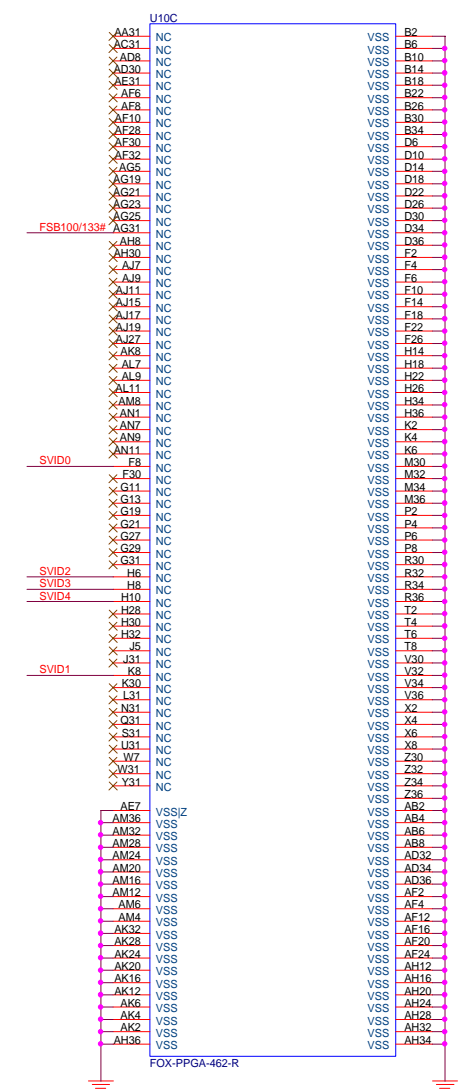 U10C
AA31 NC VSS B2
AC31 NC VSS B6
AD8 NC VSS B10
AD30 NC VSS B14
AE31 NC VSS B18
AF6 NC VSS B22
AF8 NC VSS B26
AF10 NC VSS B30
AF28 NC VSS B34
AF30 NC VSS D6
AF32 NC VSS D10
AG5 NC VSS D14
AG19 NC VSS D18
AG21 NC VSS D22
AG23 NC VSS D26
AG25 NC VSS D30
FSB100/133# AG31 NC VSS D34
AH8 NC VSS D36
AH30 NC VSS F2
AJ7 NC VSS F4
AJ9 NC VSS F6
AJ11 NC VSS F10
AJ15 NC VSS F14
AJ17 NC VSS F18
AJ19 NC VSS F22
AJ27 NC VSS F26
AK8 NC VSS H14
AL7 NC VSS H18
AL9 NC VSS H22
AL11 NC VSS H26
AM8 NC VSS H34
AN1 NC VSS H36
AN7 NC VSS K2
AN9 NC VSS K4
AN11 NC VSS K6
SVID0 F8 NC VSS M30
F30 NC VSS M32
G11 NC VSS M34
G13 NC VSS M36
G19 NC VSS P2
G21 NC VSS P4
G27 NC VSS P6
G29 NC VSS P8
G31 NC VSS R30
SVID2 H6 NC VSS R32
SVID3 H8 NC VSS R34
SVID4 H10 NC VSS R36
H28 NC VSS T2
H30 NC VSS T4
H32 NC VSS T6
J5 NC VSS T8
J31 NC VSS V30
SVID1 K8 NC VSS V32
K30 NC VSS V34
L31 NC VSS V36
N31 NC VSS X2
Q31 NC VSS X4
S31 NC VSS X6
U31 NC VSS X8
W7 NC VSS Z30
W31 NC VSS Z32
Y31 NC VSS Z34
VSS Z36
AE7 VSS|Z VSS AB2
AM36 VSS VSS AB4
AM32 VSS VSS AB6
AM28 VSS VSS AB8
AM24 VSS VSS AD32
AM20 VSS VSS AD34
AM16 VSS VSS AD36
AM12 VSS VSS AF2
AM6 VSS VSS AF4
AM4 VSS VSS AF12
AK32 VSS VSS AF16
AK28 VSS VSS AF20
AK24 VSS VSS AF24
AK20 VSS VSS AH12
AK16 VSS VSS AH16
AK12 VSS VSS AH20
AK6 VSS VSS AH24
AK4 VSS VSS AH28
AK2 VSS VSS AH32
AH36 VSS VSS AH34
FOX-PPGA-462-R